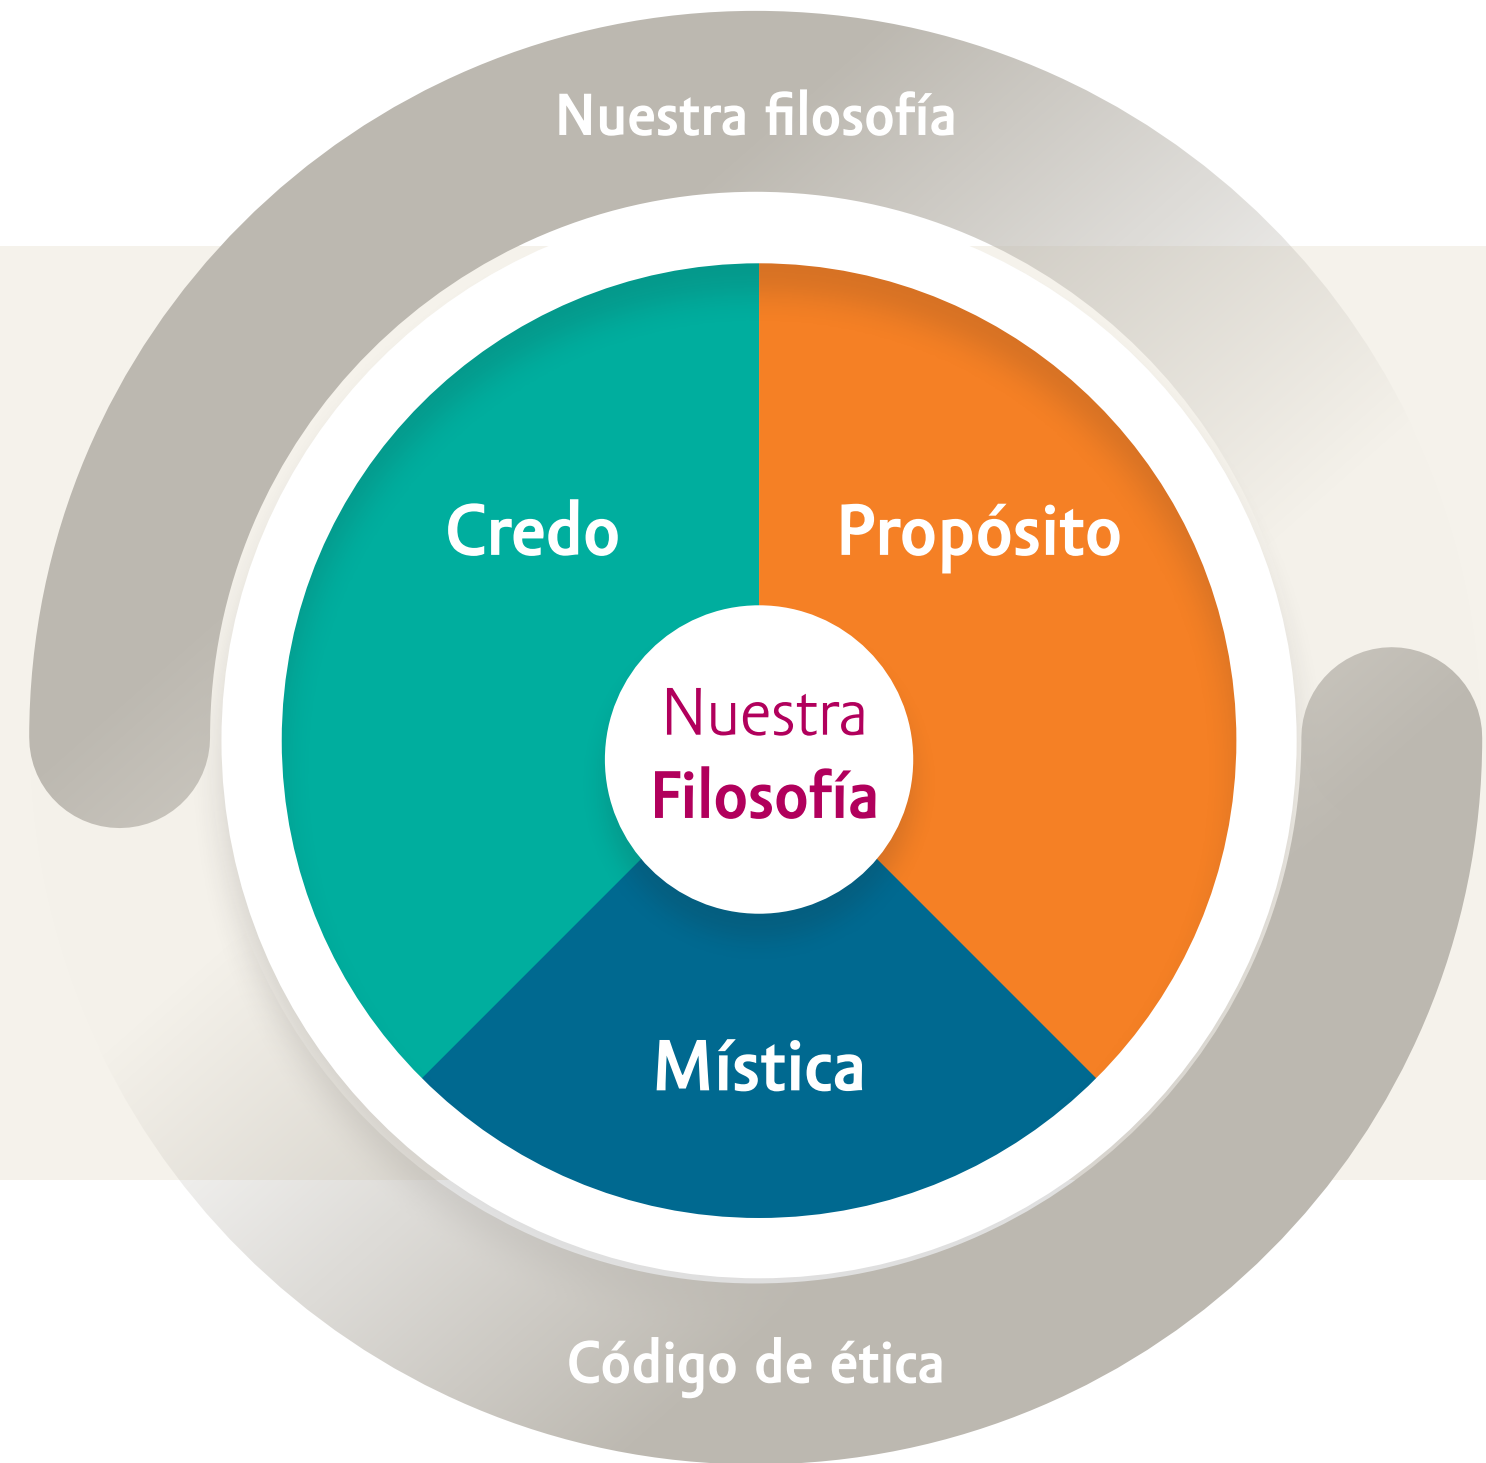 Nuestra filosofía
Credo
Propósito
Nuestra
Filosofía
Mística
Código de ética